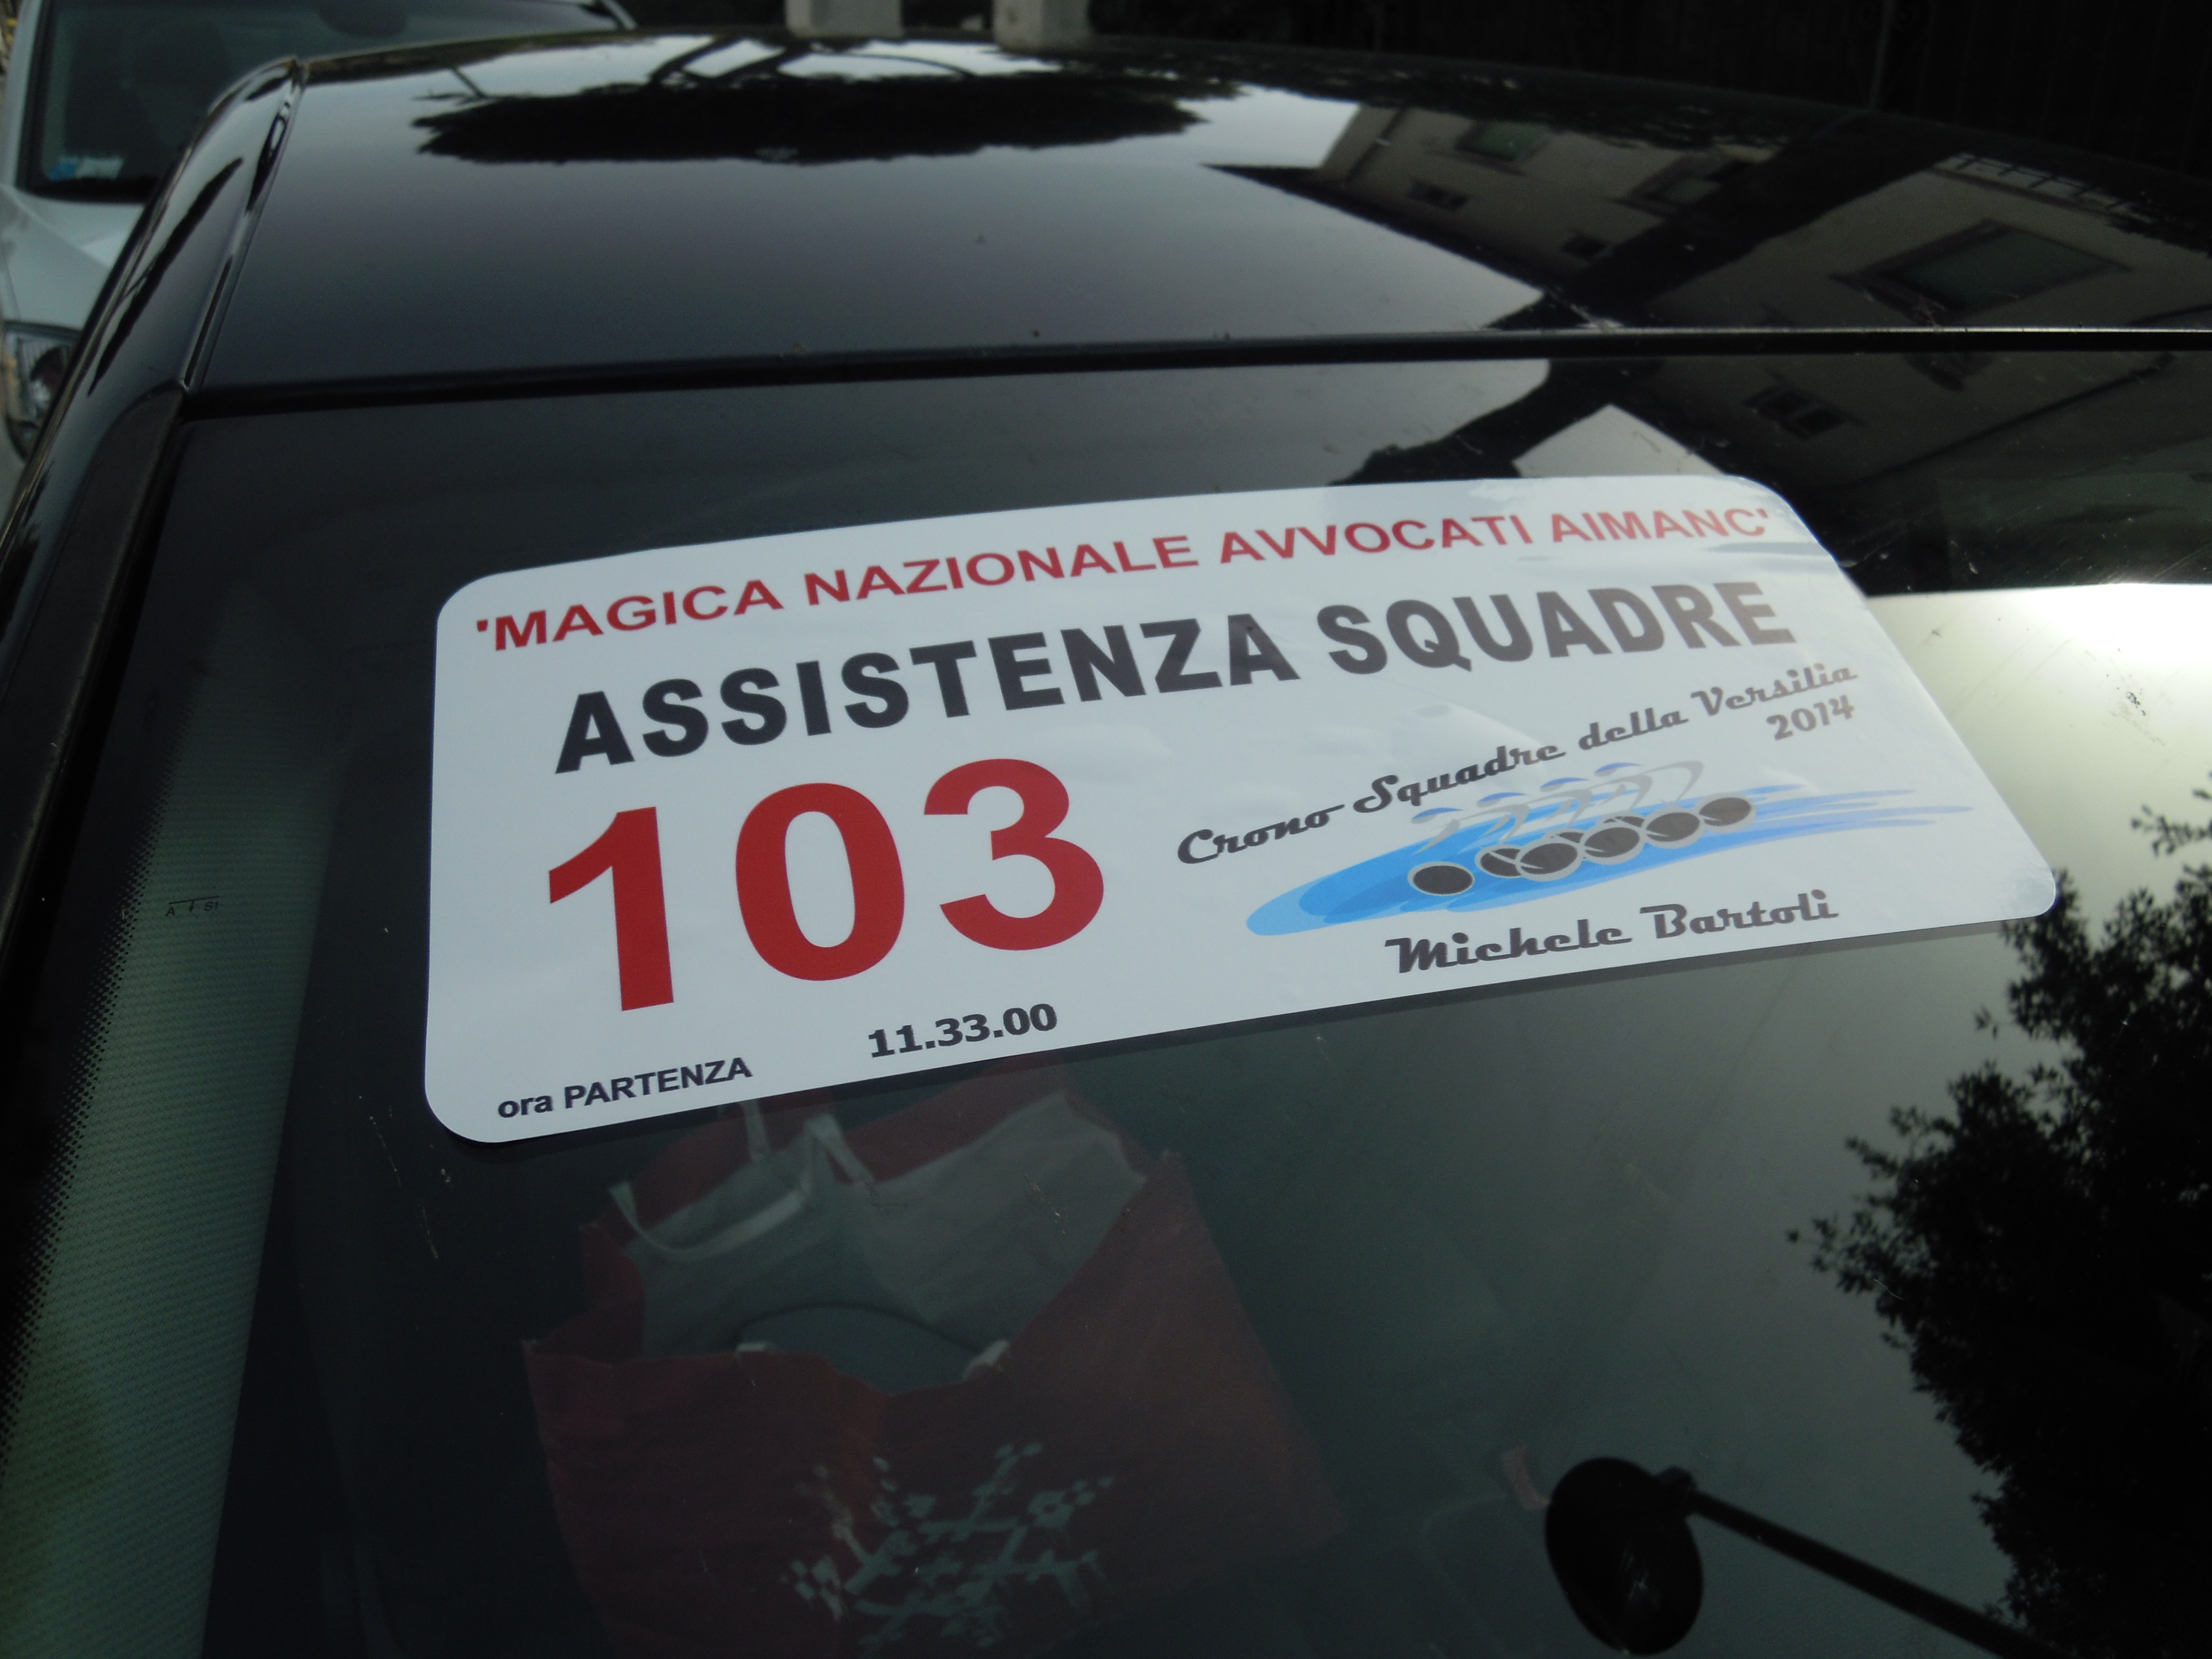 'MAGICA NAZIONALE AVVOCATI AIMANC'
ASSISTENZA SQUADRE
103
Crono Squadre della Versilia
2014
Michele Bartoli
ora PARTENZA 11.33.00